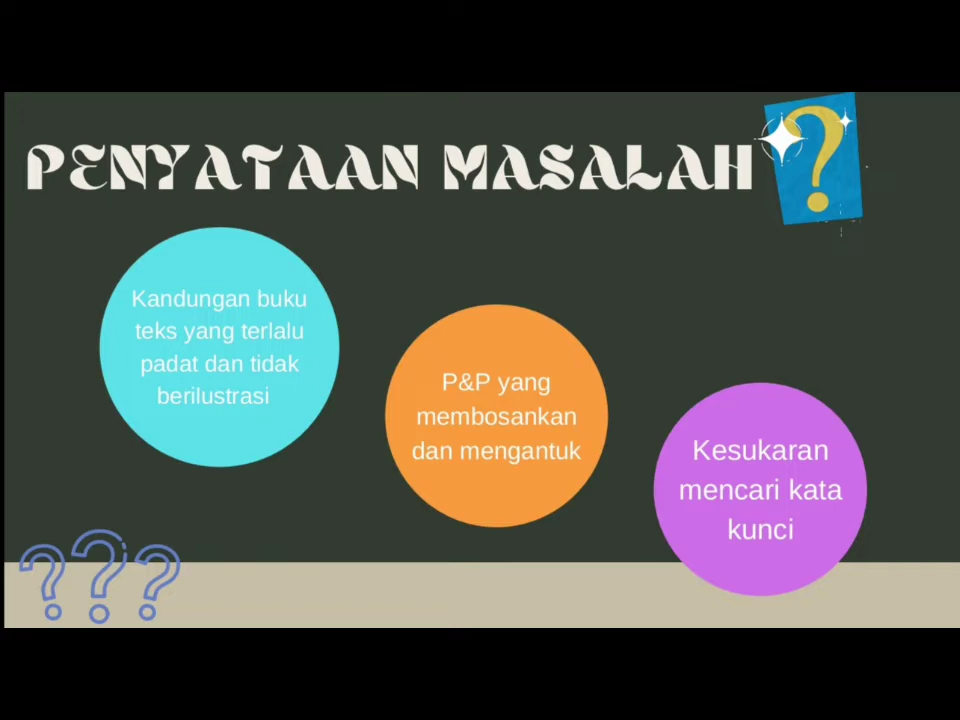 PENYATAAN MASALAH
?
Kandungan buku
teks yang terlalu
padat dan tidak
berilustrasi
P&P yang
membosankan
dan mengantuk
Kesukaran
mencari kata
kunci
???